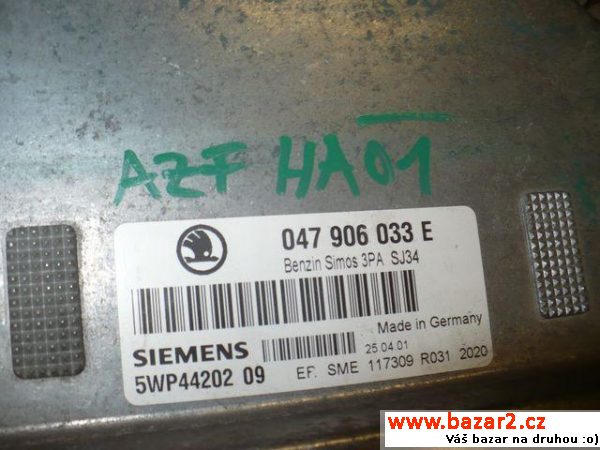 AZF HA01
047 906 033 E
Benzin Simos 3PA SJ34
Made in Germany
SIEMENS
25.04.01
5WP44202 09
EF. SME 117309 R031 2020
www.bazar2.cz
Váš bazar na druhou :o)